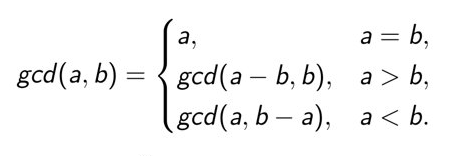 a, a = b,
gcd(a, b) = gcd(a − b, b), a > b,
gcd(a, b − a), a < b.